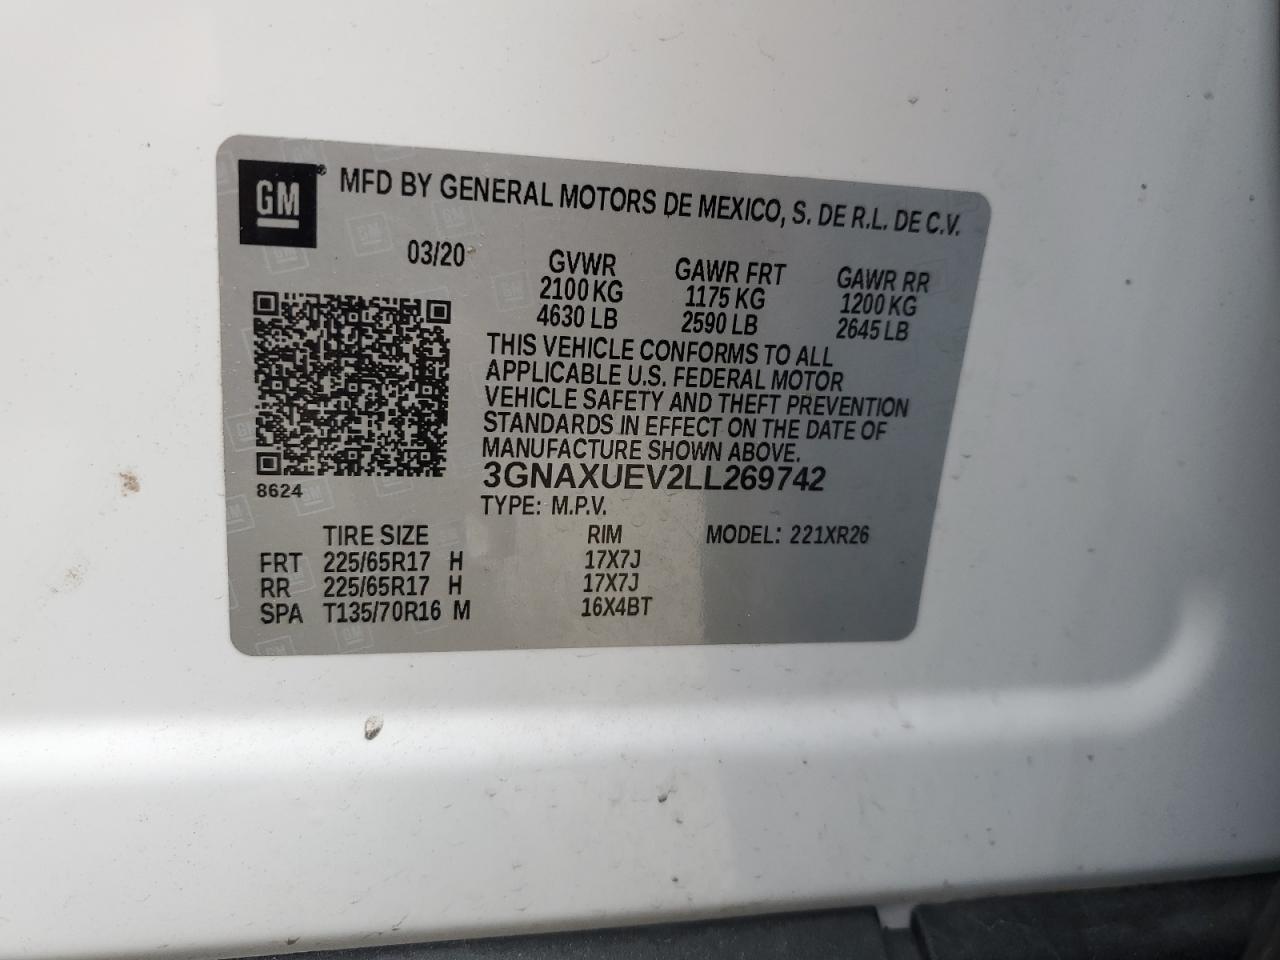 GM® MFD BY GENERAL MOTORS DE MEXICO, S. DE R.L. DE C.V.
03/20 GVWR GAWR FRT GAWR RR
2100 KG 1175 KG 1200 KG
4630 LB 2590 LB 2645 LB
THIS VEHICLE CONFORMS TO ALL
APPLICABLE U.S. FEDERAL MOTOR
VEHICLE SAFETY AND THEFT PREVENTION
STANDARDS IN EFFECT ON THE DATE OF
MANUFACTURE SHOWN ABOVE.
3GNAXUEV2LL269742
8624
TYPE: M.P.V.
TIRE SIZE RIM MODEL: 221XR26
FRT 225/65R17 H 17X7J
RR 225/65R17 H 17X7J
SPA T135/70R16 M 16X4BT